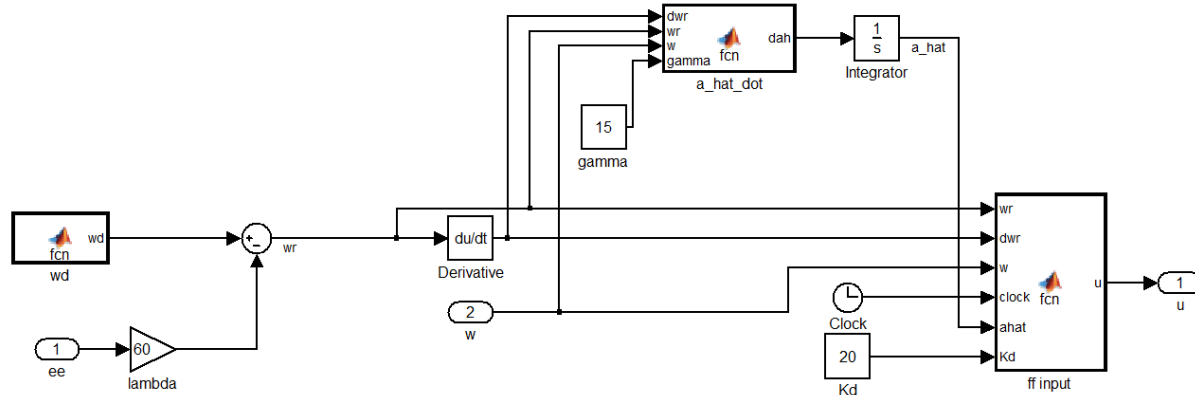 dwr
wr
w
gamma
fcn
dah
a_hat_dot
1
s
Integrator
a_hat
15
gamma
wd
fcn
wd
+
−
wr
du/dt
Derivative
2
w
1
ee
60
lambda
Clock
20
Kd
wr
dwr
w
clock
ahat
Kd
fcn
u
ff input
1
u